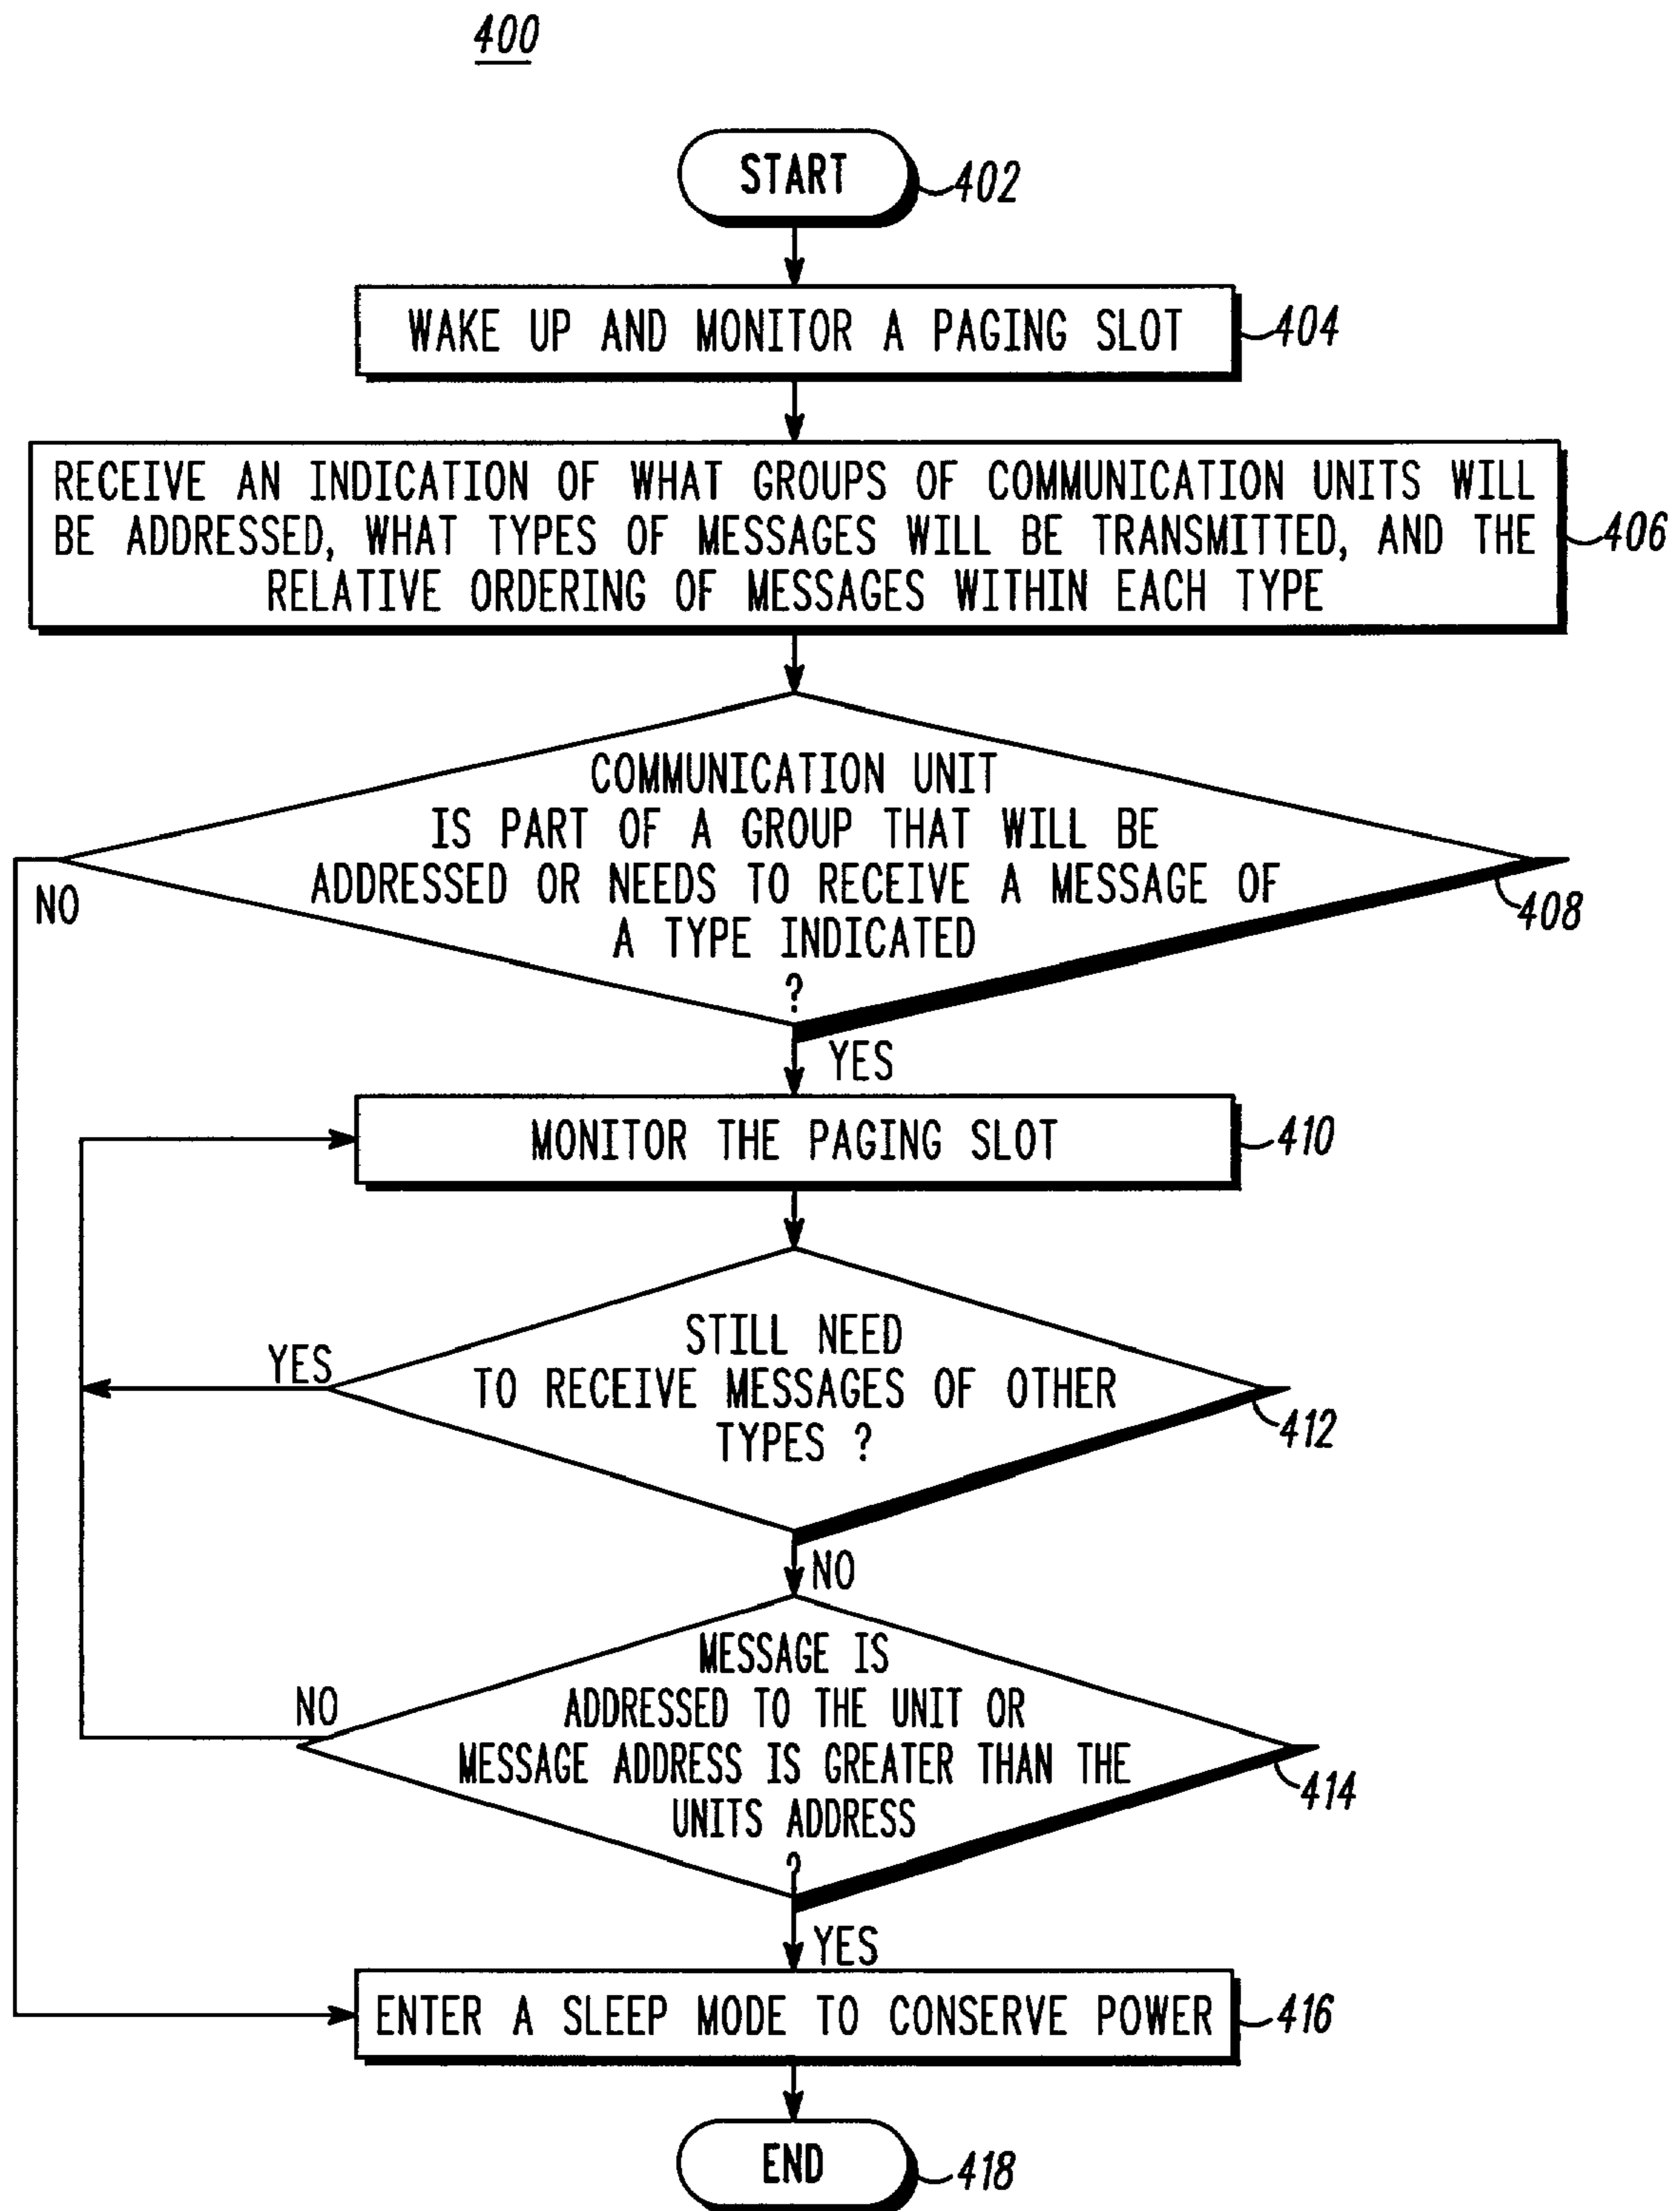 400
START
402
WAKE UP AND MONITOR A PAGING SLOT
404
RECEIVE AN INDICATION OF WHAT GROUPS OF COMMUNICATION UNITS WILL
BE ADDRESSED, WHAT TYPES OF MESSAGES WILL BE TRANSMITTED, AND THE
RELATIVE ORDERING OF MESSAGES WITHIN EACH TYPE
406
COMMUNICATION UNIT
IS PART OF A GROUP THAT WILL BE
ADDRESSED OR NEEDS TO RECEIVE A MESSAGE OF
A TYPE INDICATED
?
408
NO
YES
MONITOR THE PAGING SLOT
410
STILL NEED
TO RECEIVE MESSAGES OF OTHER
TYPES ?
412
YES
NO
MESSAGE IS
ADDRESSED TO THE UNIT OR
MESSAGE ADDRESS IS GREATER THAN THE
UNITS ADDRESS
?
414
NO
YES
ENTER A SLEEP MODE TO CONSERVE POWER
416
END
418